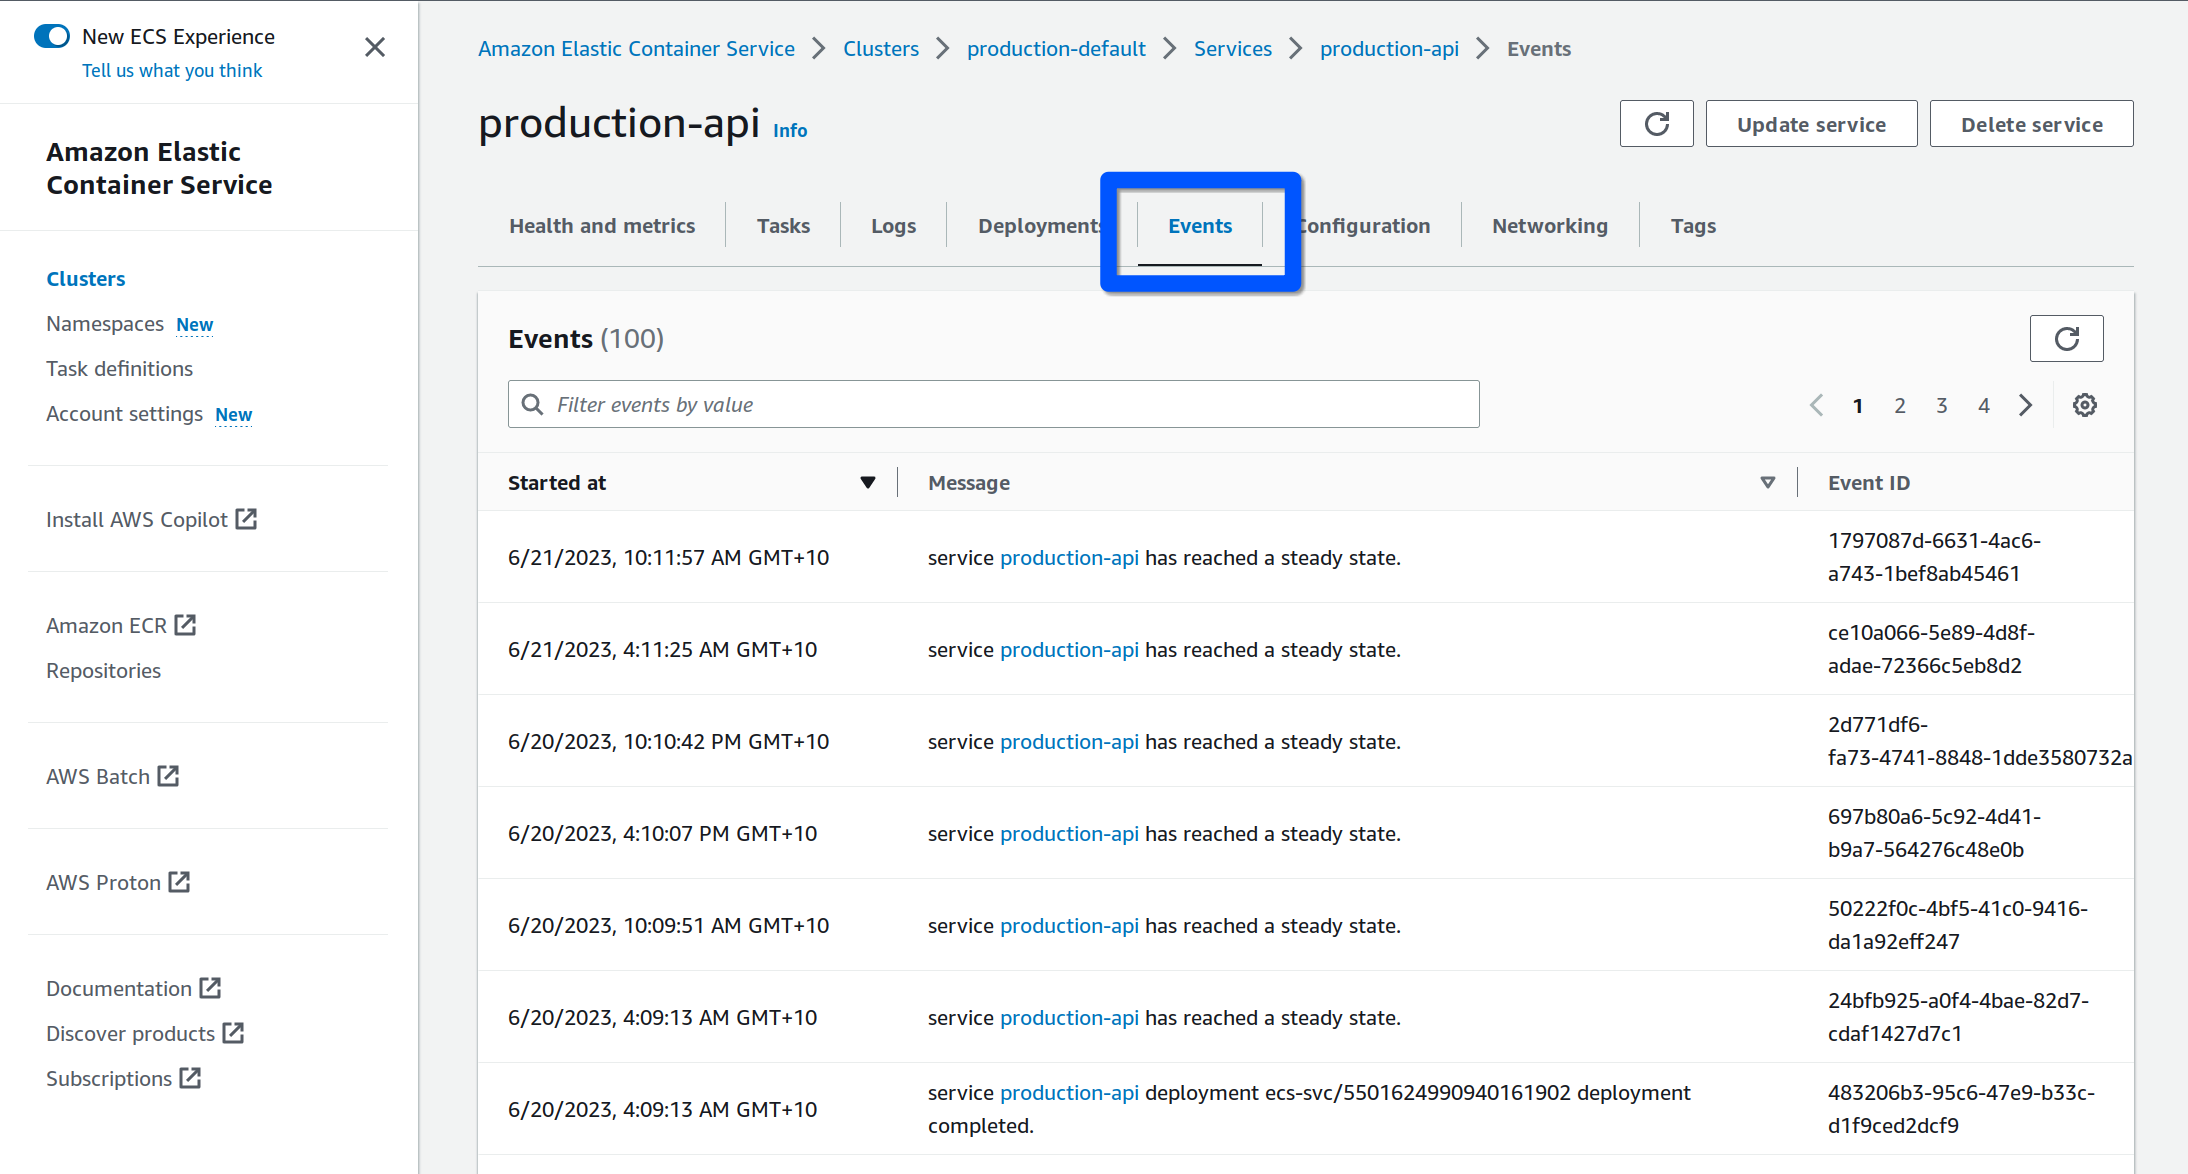 New ECS Experience
Tell us what you think
Amazon Elastic
Container Service
Clusters
Namespaces New
Task definitions
Account settings New
Install AWS Copilot
Amazon ECR
Repositories
AWS Batch
AWS Proton
Documentation
Discover products
Subscriptions
Amazon Elastic Container Service > Clusters > production-default > Services > production-api > Events
production-api Info
Update service
Delete service
Health and metrics
Tasks
Logs
Deployments
Events
Configuration
Networking
Tags
Events (100)
Filter events by value
1 2 3 4
Started at Message Event ID
6/21/2023, 10:11:57 AM GMT+10 service production-api has reached a steady state. 1797087d-6631-4ac6-
a743-1bef8ab45461
6/21/2023, 4:11:25 AM GMT+10 service production-api has reached a steady state. ce10a066-5e89-4d8f-
adae-72366c5eb8d2
6/20/2023, 10:10:42 PM GMT+10 service production-api has reached a steady state. 2d771df6-
fa73-4741-8848-1dde3580732a
6/20/2023, 4:10:07 PM GMT+10 service production-api has reached a steady state. 697b80a6-5c92-4d41-
b9a7-564276c48e0b
6/20/2023, 10:09:51 AM GMT+10 service production-api has reached a steady state. 50222f0c-4bf5-41c0-9416-
da1a92eff247
6/20/2023, 4:09:13 AM GMT+10 service production-api has reached a steady state. 24bfb925-a0f4-4bae-82d7-
cdaf1427d7c1
6/20/2023, 4:09:13 AM GMT+10 service production-api deployment ecs-svc/5501624990940161902 deployment
completed. 483206b3-95c6-47e9-b33c-
d1f9ced2dcf9